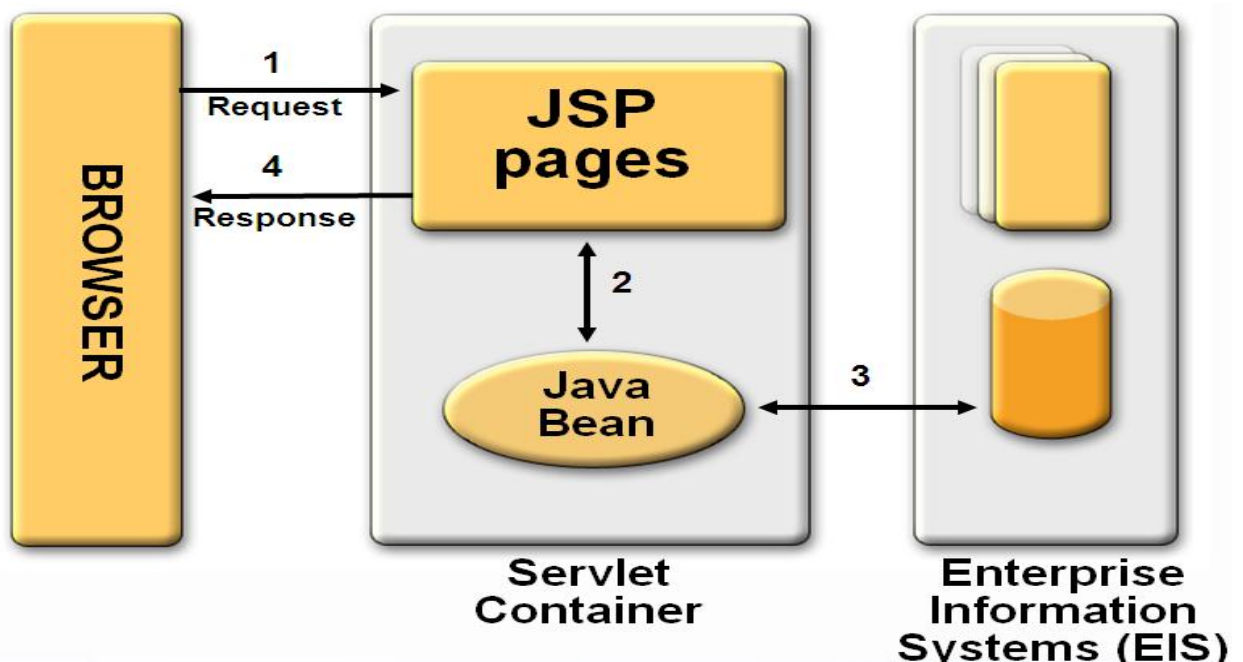 BROWSER
1
Request
4
Response
JSP
pages
2
Java
Bean
3
Servlet
Container
Enterprise
Information
Systems (EIS)